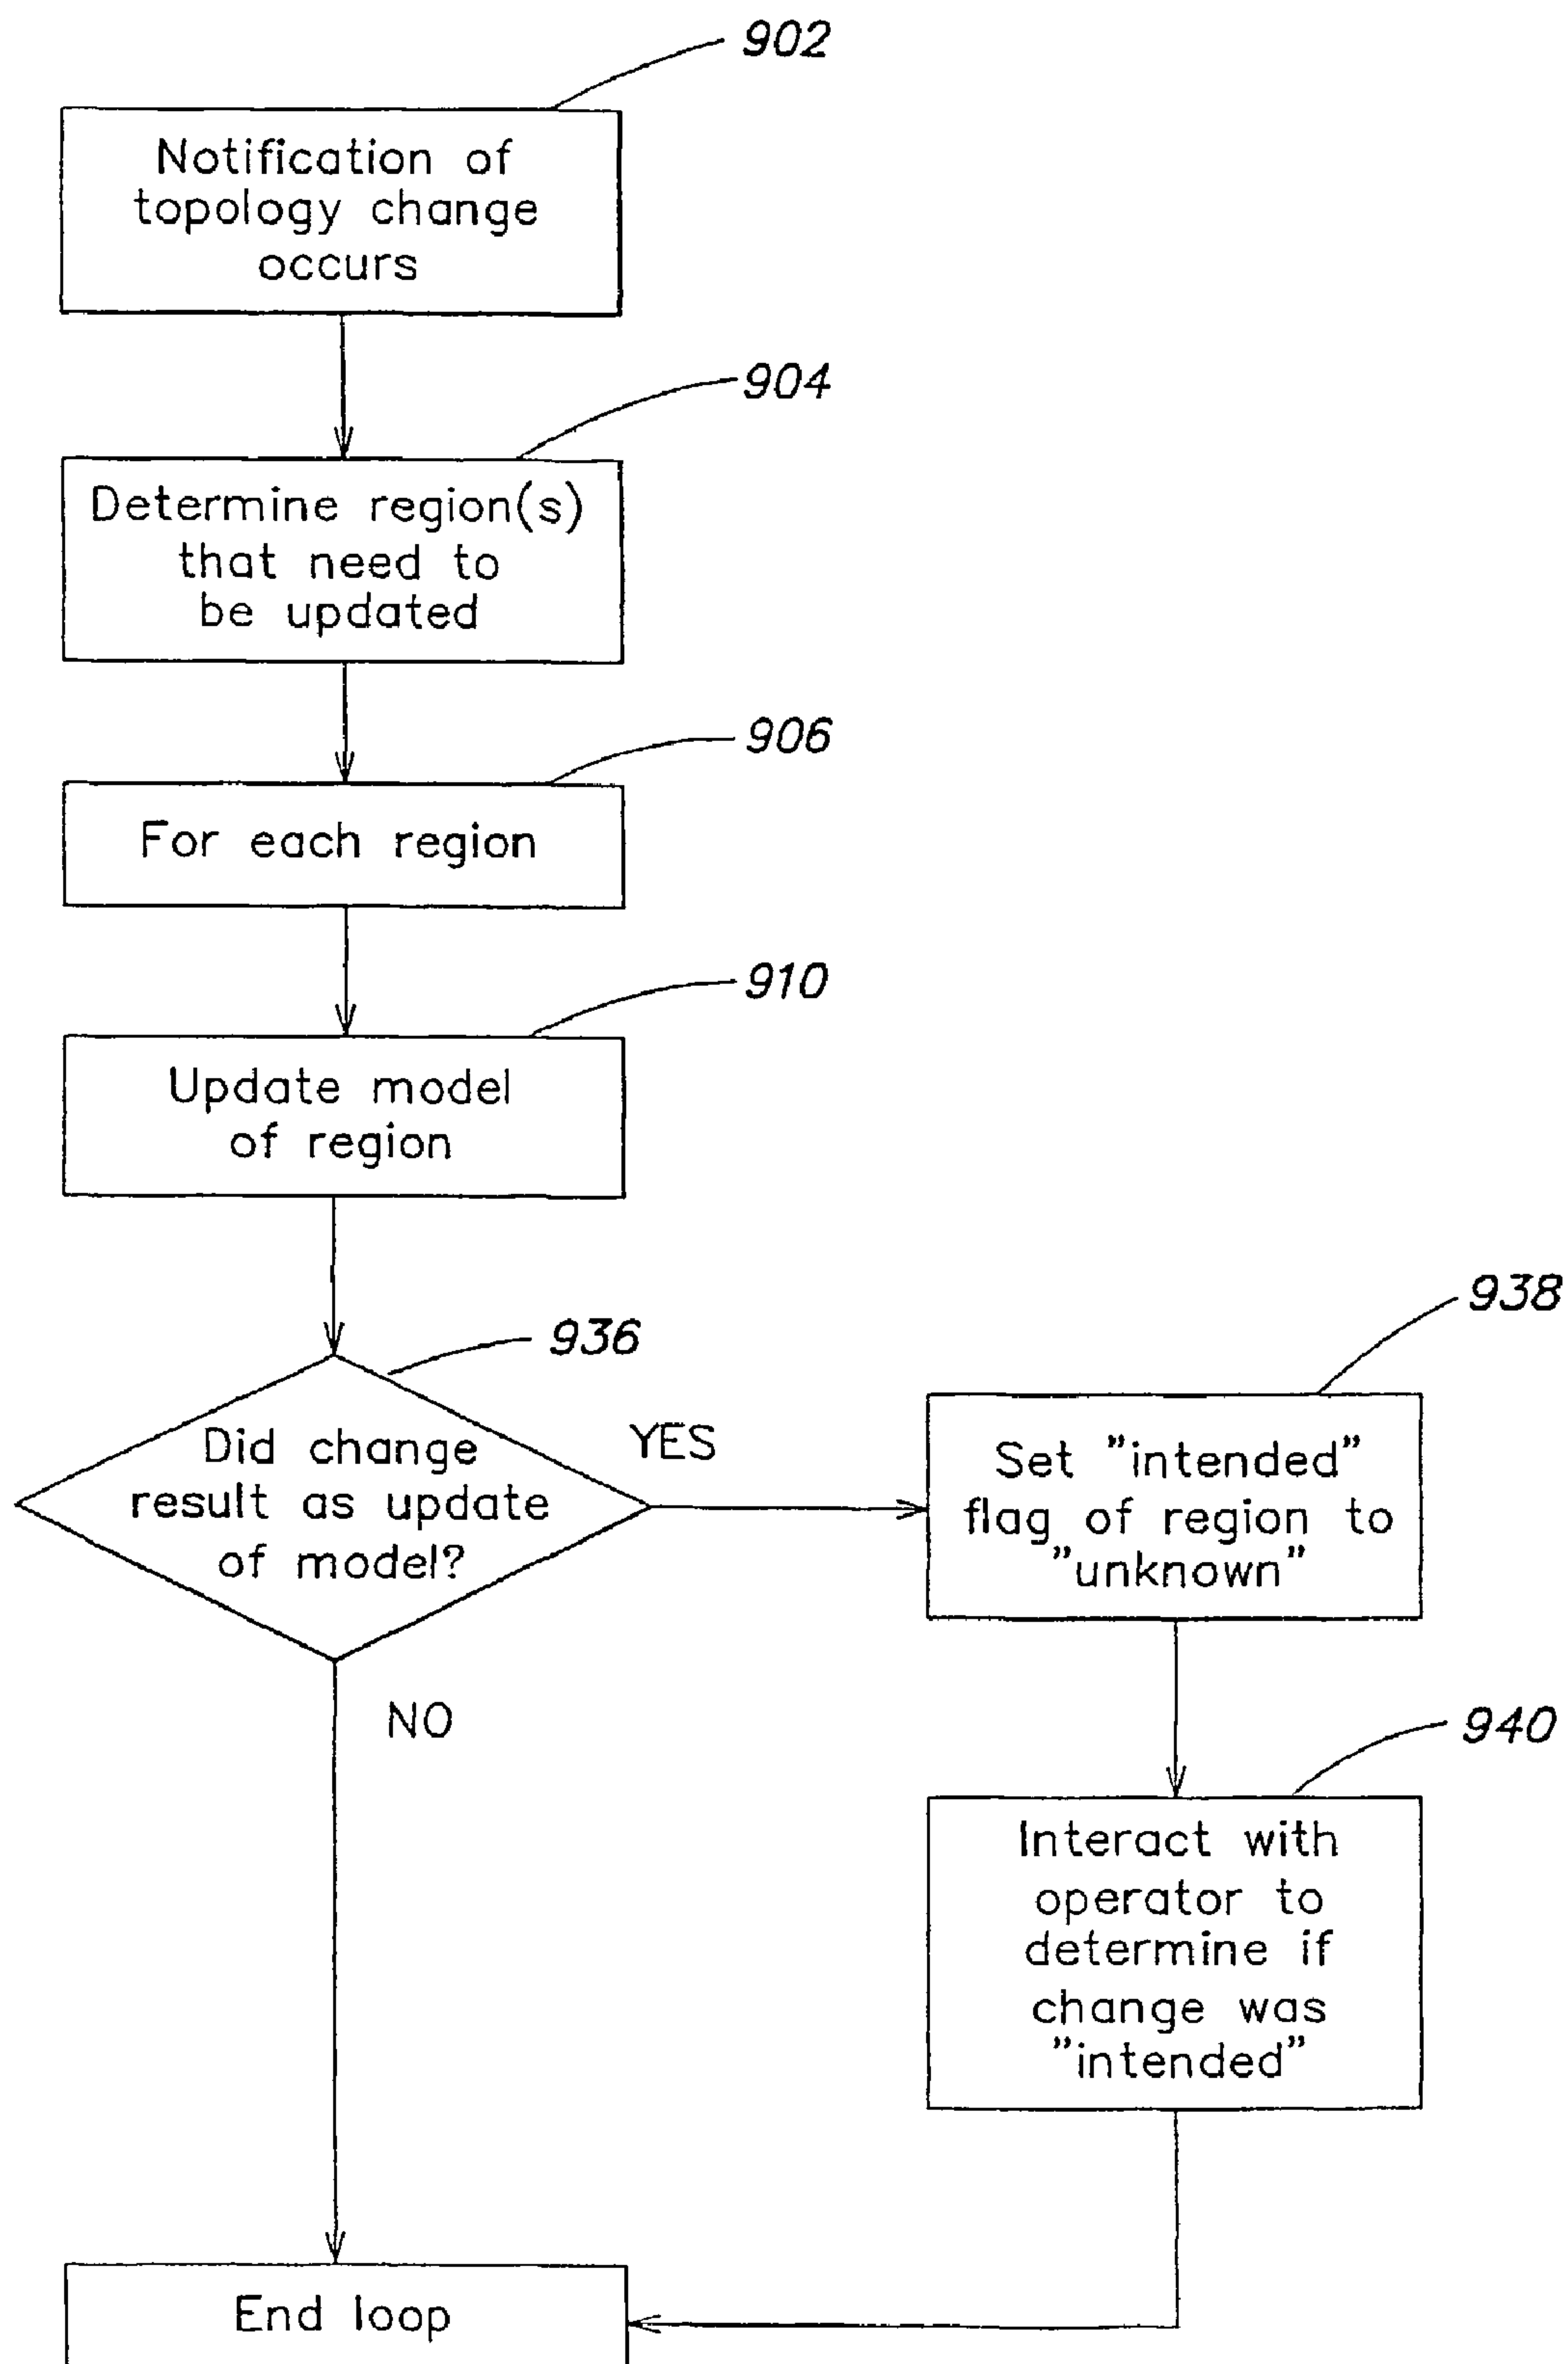 902
Notification of
topology change
occurs
904
Determine region(s)
that need to
be updated
906
For each region
910
Update model
of region
936
Did change
result as update
of model?
YES
NO
938
Set "intended"
flag of region to
"unknown"
940
Interact with
operator to
determine if
change was
"intended"
End loop